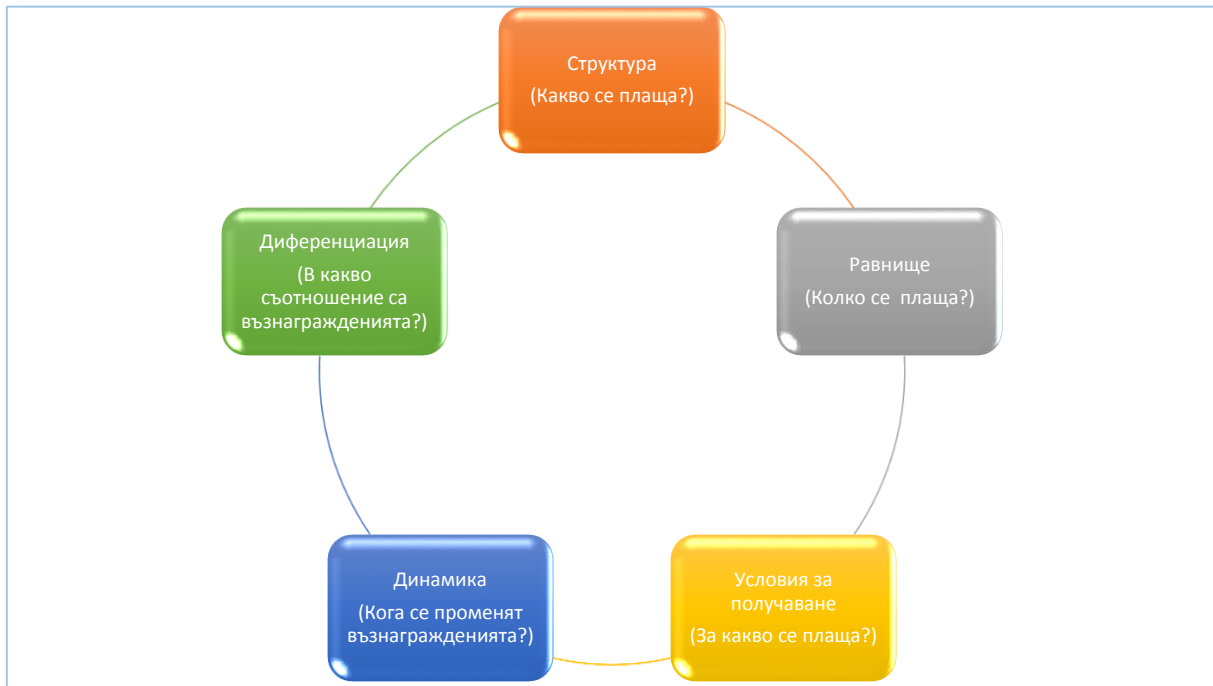 Структура
(Какво се плаща?)
Равнище
(Колко се плаща?)
Условия за
получаване
(За какво се плаща?)
Динамика
(Кога се променят
възнагражденията?)
Диференциация
(В какво
съотношение са
възнагражденията?)